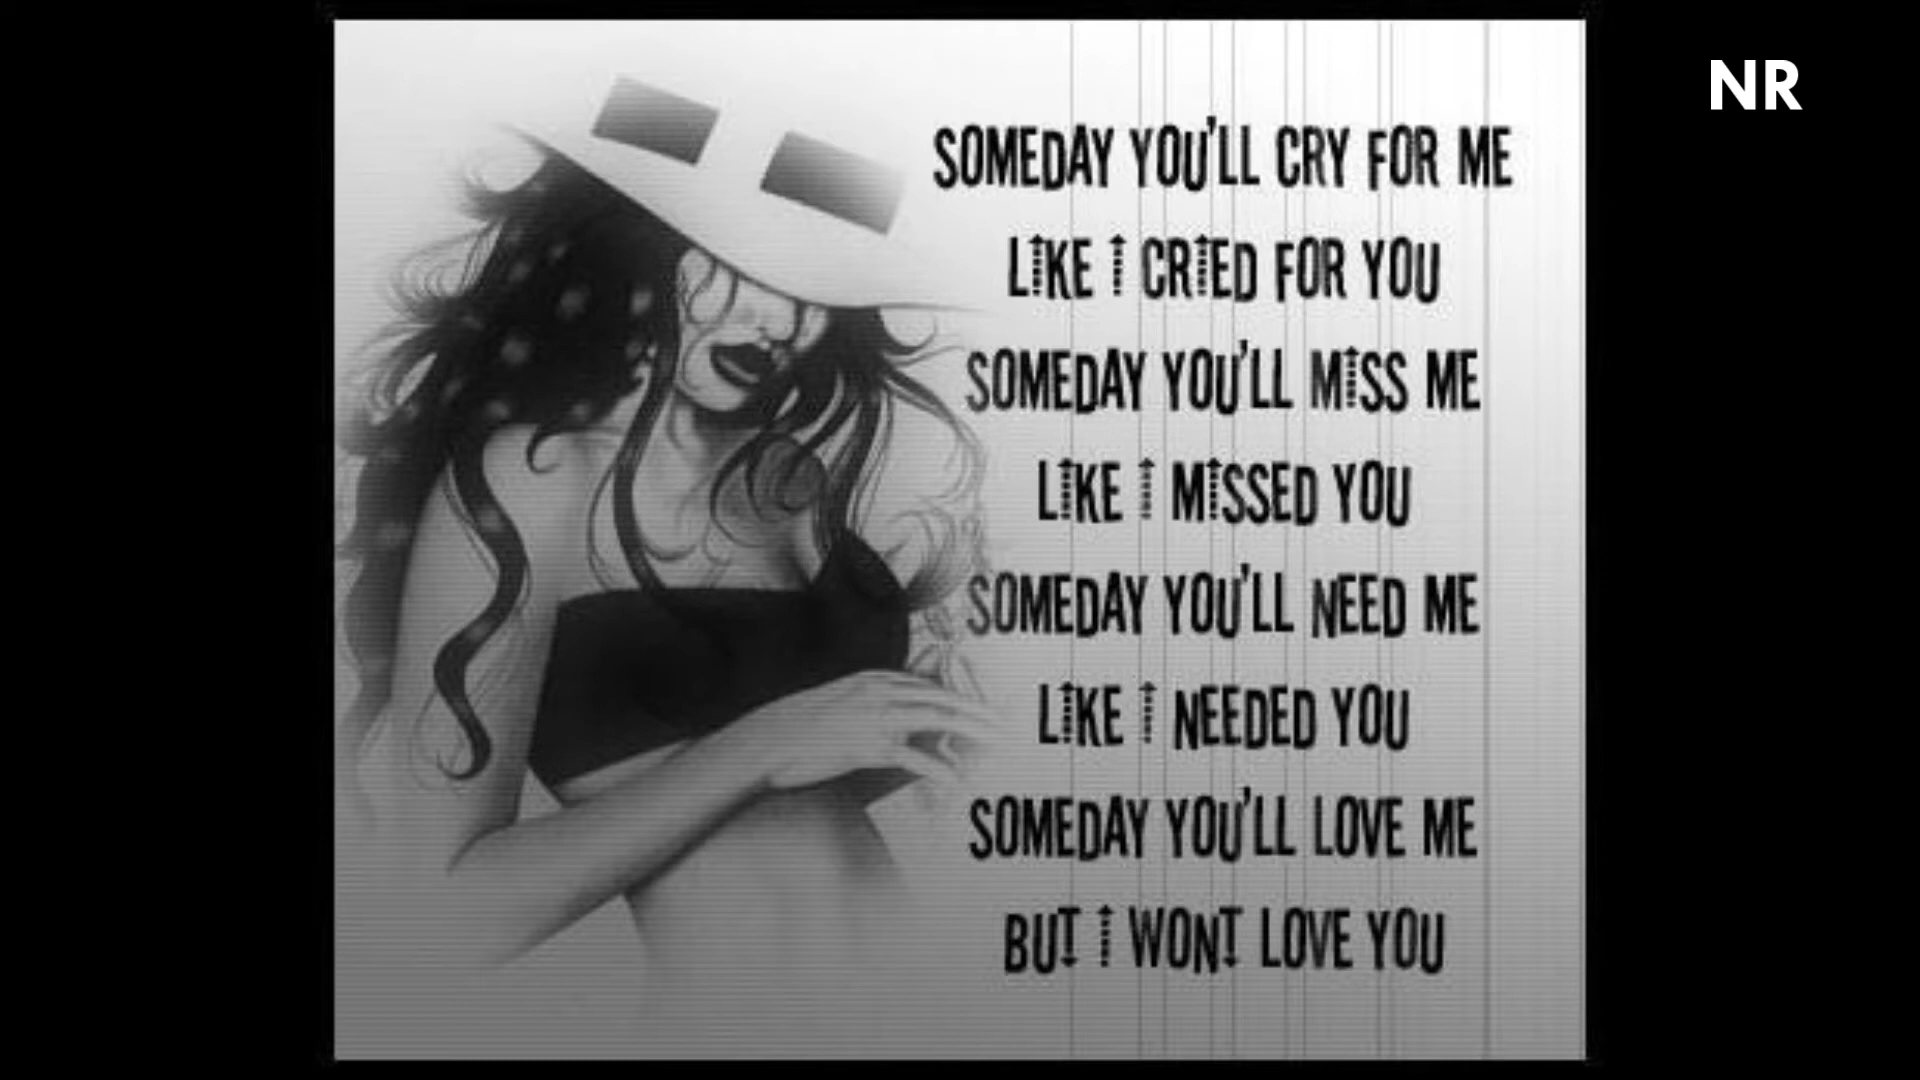 NR
SOMEDAY YOU'LL CRY FOR ME
LIKE I CRIED FOR YOU
SOMEDAY YOU'LL MISS ME
LIKE I MISSED YOU
SOMEDAY YOU'LL NEED ME
LIKE I NEEDED YOU
SOMEDAY YOU'LL LOVE ME
BUT I WONT LOVE YOU